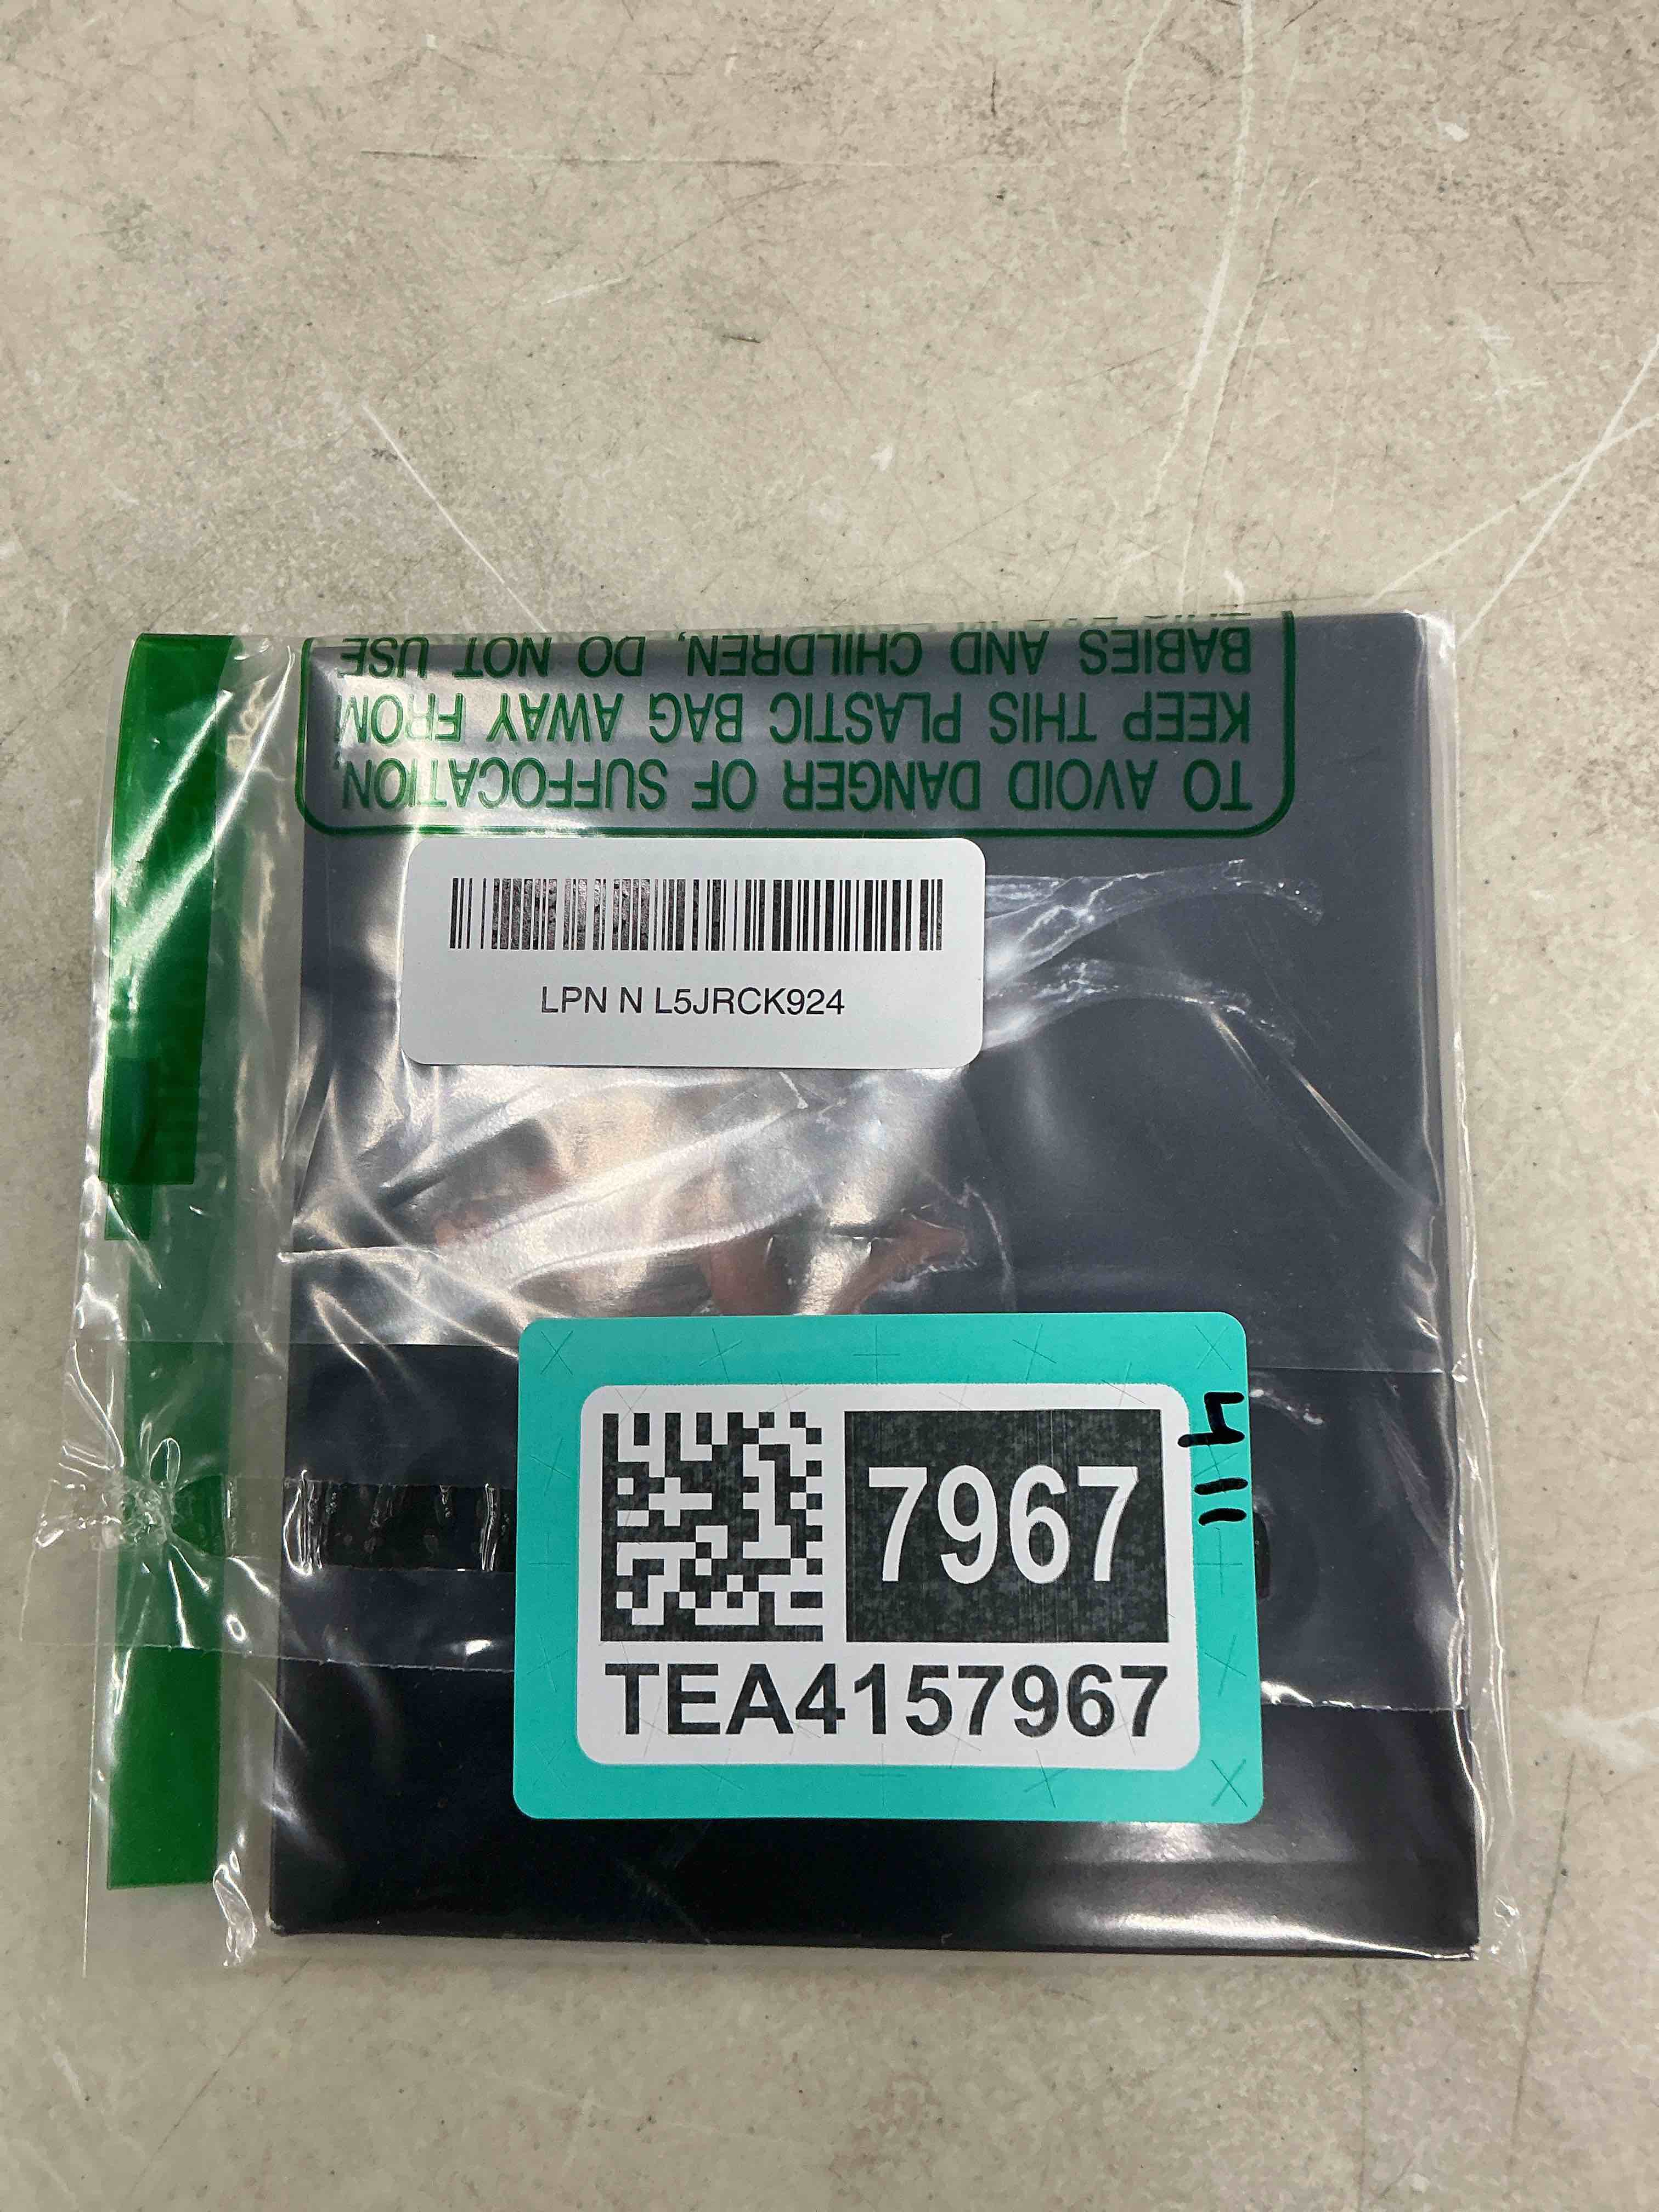 TO AVOID DANGER OF SUFFOCATION,
KEEP THIS PLASTIC BAG AWAY FROM
BABIES AND CHILDREN, DO NOT USE
LPN N L5JRCK924
7967
TEA4157967
411